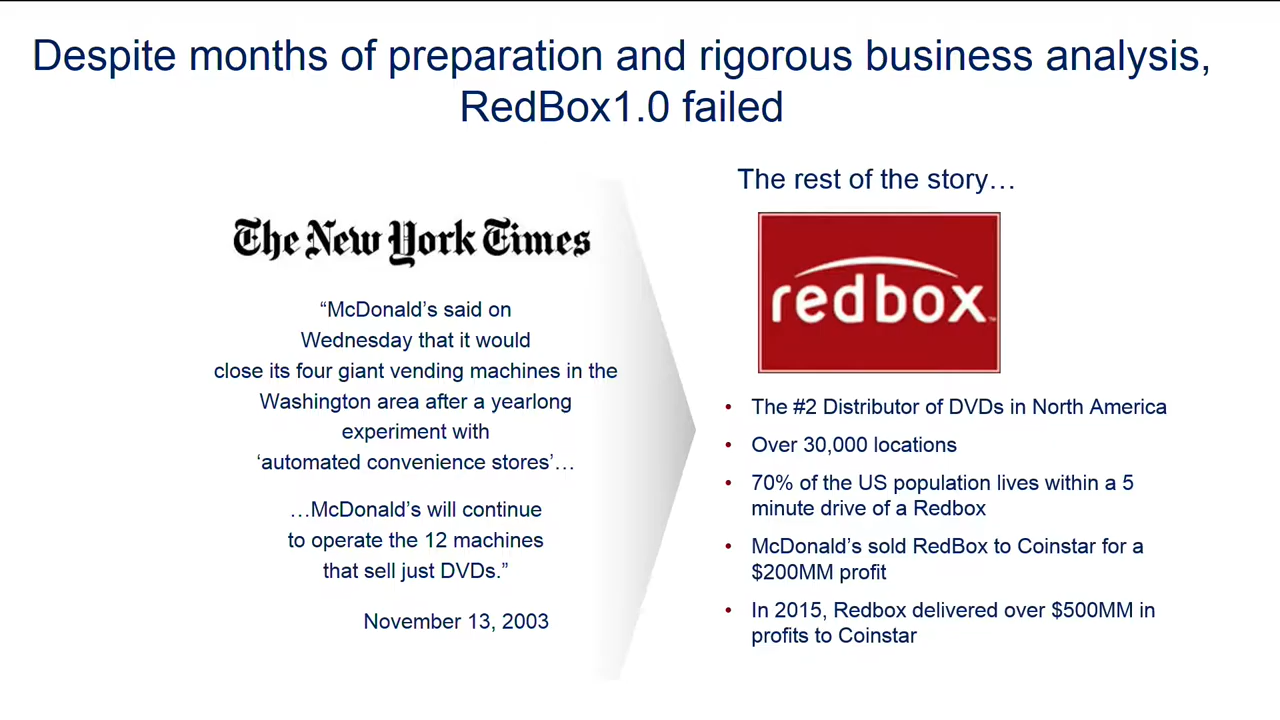 Despite months of preparation and rigorous business analysis,
RedBox1.0 failed
The New York Times
“McDonald’s said on
Wednesday that it would
close its four giant vending machines in the
Washington area after a yearlong
experiment with
‘automated convenience stores’…
…McDonald’s will continue
to operate the 12 machines
that sell just DVDs.”
November 13, 2003
The rest of the story…
redbox™
• The #2 Distributor of DVDs in North America
• Over 30,000 locations
• 70% of the US population lives within a 5
minute drive of a Redbox
• McDonald’s sold RedBox to Coinstar for a
$200MM profit
• In 2015, Redbox delivered over $500MM in
profits to Coinstar